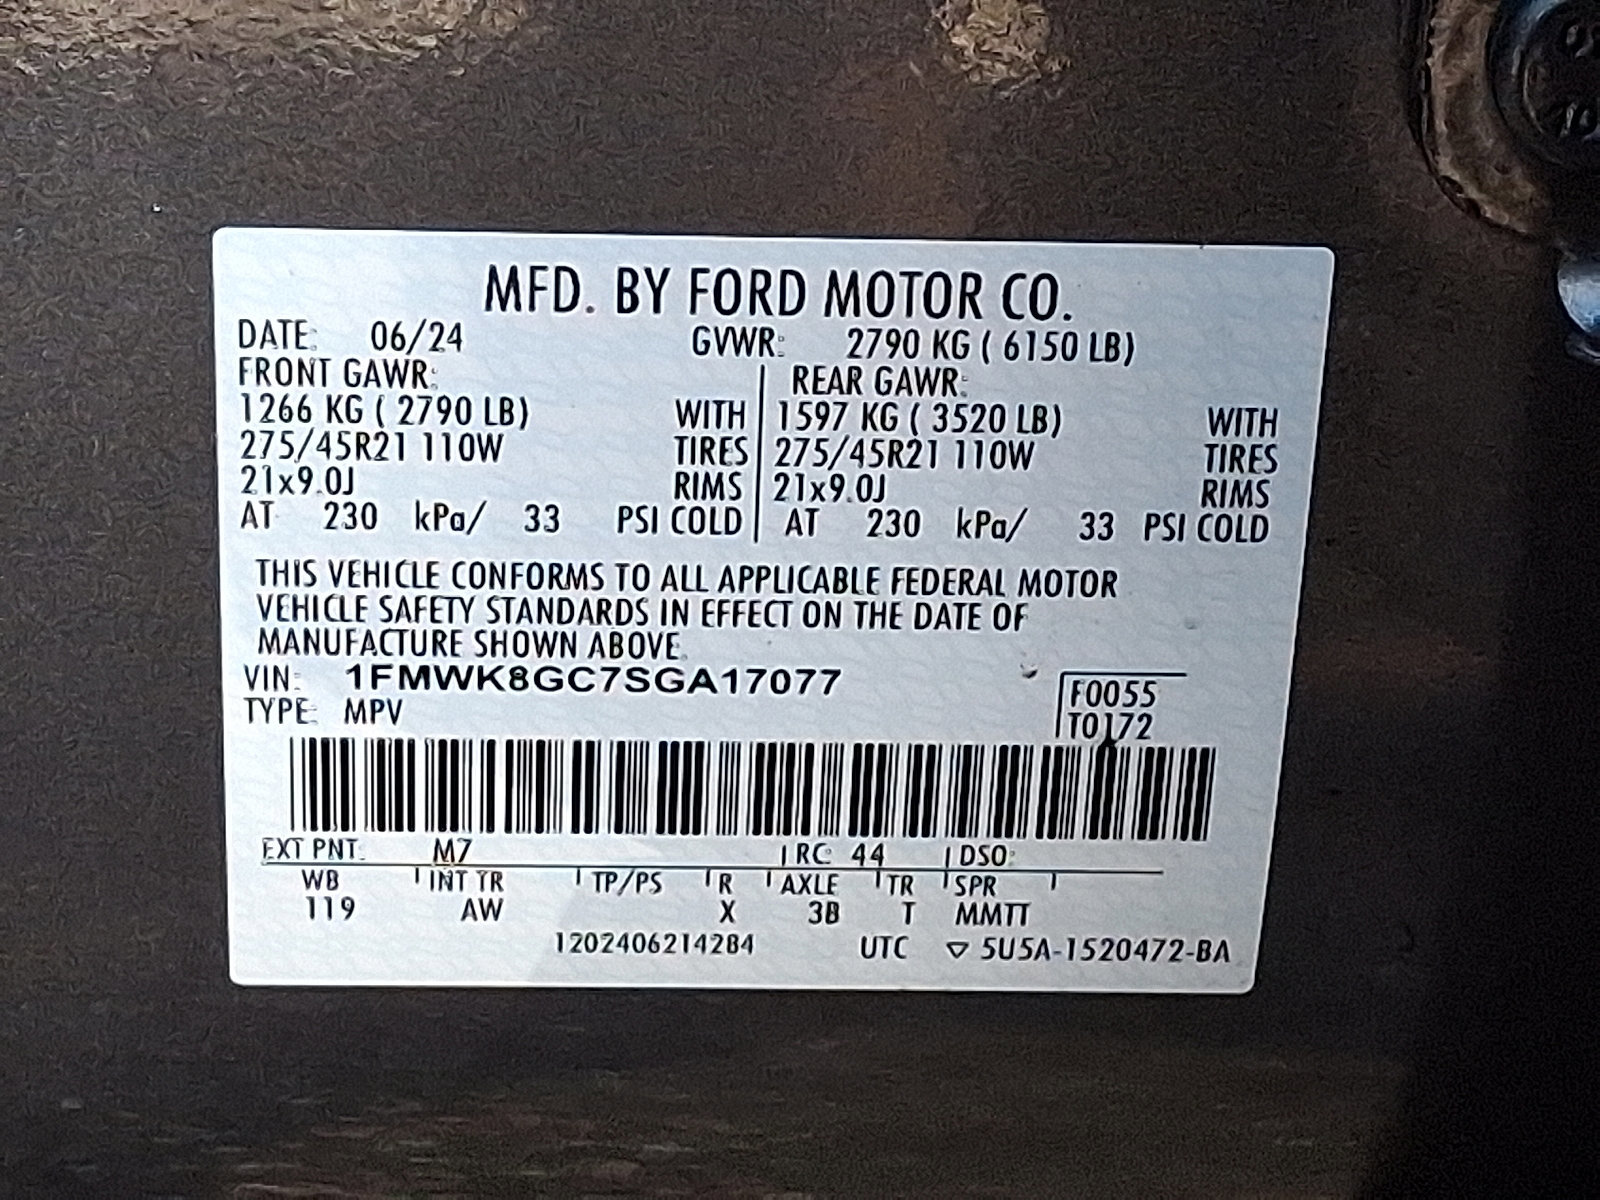 MFD. BY FORD MOTOR CO.
DATE: 06/24 GVWR: 2790 KG ( 6150 LB)
FRONT GAWR: REAR GAWR:
1266 KG ( 2790 LB) WITH 1597 KG ( 3520 LB) WITH
275/45R21 110W TIRES 275/45R21 110W TIRES
21x9.0J RIMS 21x9.0J RIMS
AT 230 kPa/ 33 PSI COLD AT 230 kPa/ 33 PSI COLD
THIS VEHICLE CONFORMS TO ALL APPLICABLE FEDERAL MOTOR
VEHICLE SAFETY STANDARDS IN EFFECT ON THE DATE OF
MANUFACTURE SHOWN ABOVE.
VIN: 1FMWK8GC7SGA17077
F0055
TYPE: MPV
T0172
EXT PNT: M7 RC: 44 DSO:
WB INT TR TP/PS R AXLE TR SPR
119 AW X 3B T MMTT
1202406214284 UTC ▽ 5U5A-1520472-BA